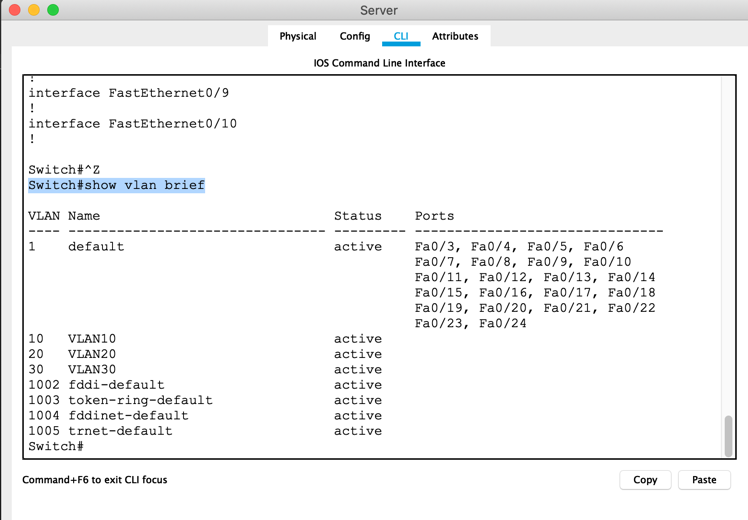 Server
Physical Config CLI Attributes
IOS Command Line Interface
!
interface FastEthernet0/9
!
interface FastEthernet0/10
!
Switch#^Z
Switch#show vlan brief
VLAN Name                             Status    Ports
---- -------------------------------- --------- -------------------------------
1    default                          active    Fa0/3, Fa0/4, Fa0/5, Fa0/6
                                                Fa0/7, Fa0/8, Fa0/9, Fa0/10
                                                Fa0/11, Fa0/12, Fa0/13, Fa0/14
                                                Fa0/15, Fa0/16, Fa0/17, Fa0/18
                                                Fa0/19, Fa0/20, Fa0/21, Fa0/22
                                                Fa0/23, Fa0/24
10   VLAN10                           active
20   VLAN20                           active
30   VLAN30                           active
1002 fddi-default                     active
1003 token-ring-default               active
1004 fddinet-default                  active
1005 trnet-default                    active
Switch#
Command+F6 to exit CLI focus Copy Paste